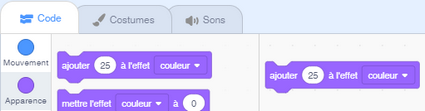 Code Costumes Sons
Mouvement
Apparence
ajouter 25 à l'effet couleur
mettre l'effet couleur à 0
ajouter 25 à l'effet couleur